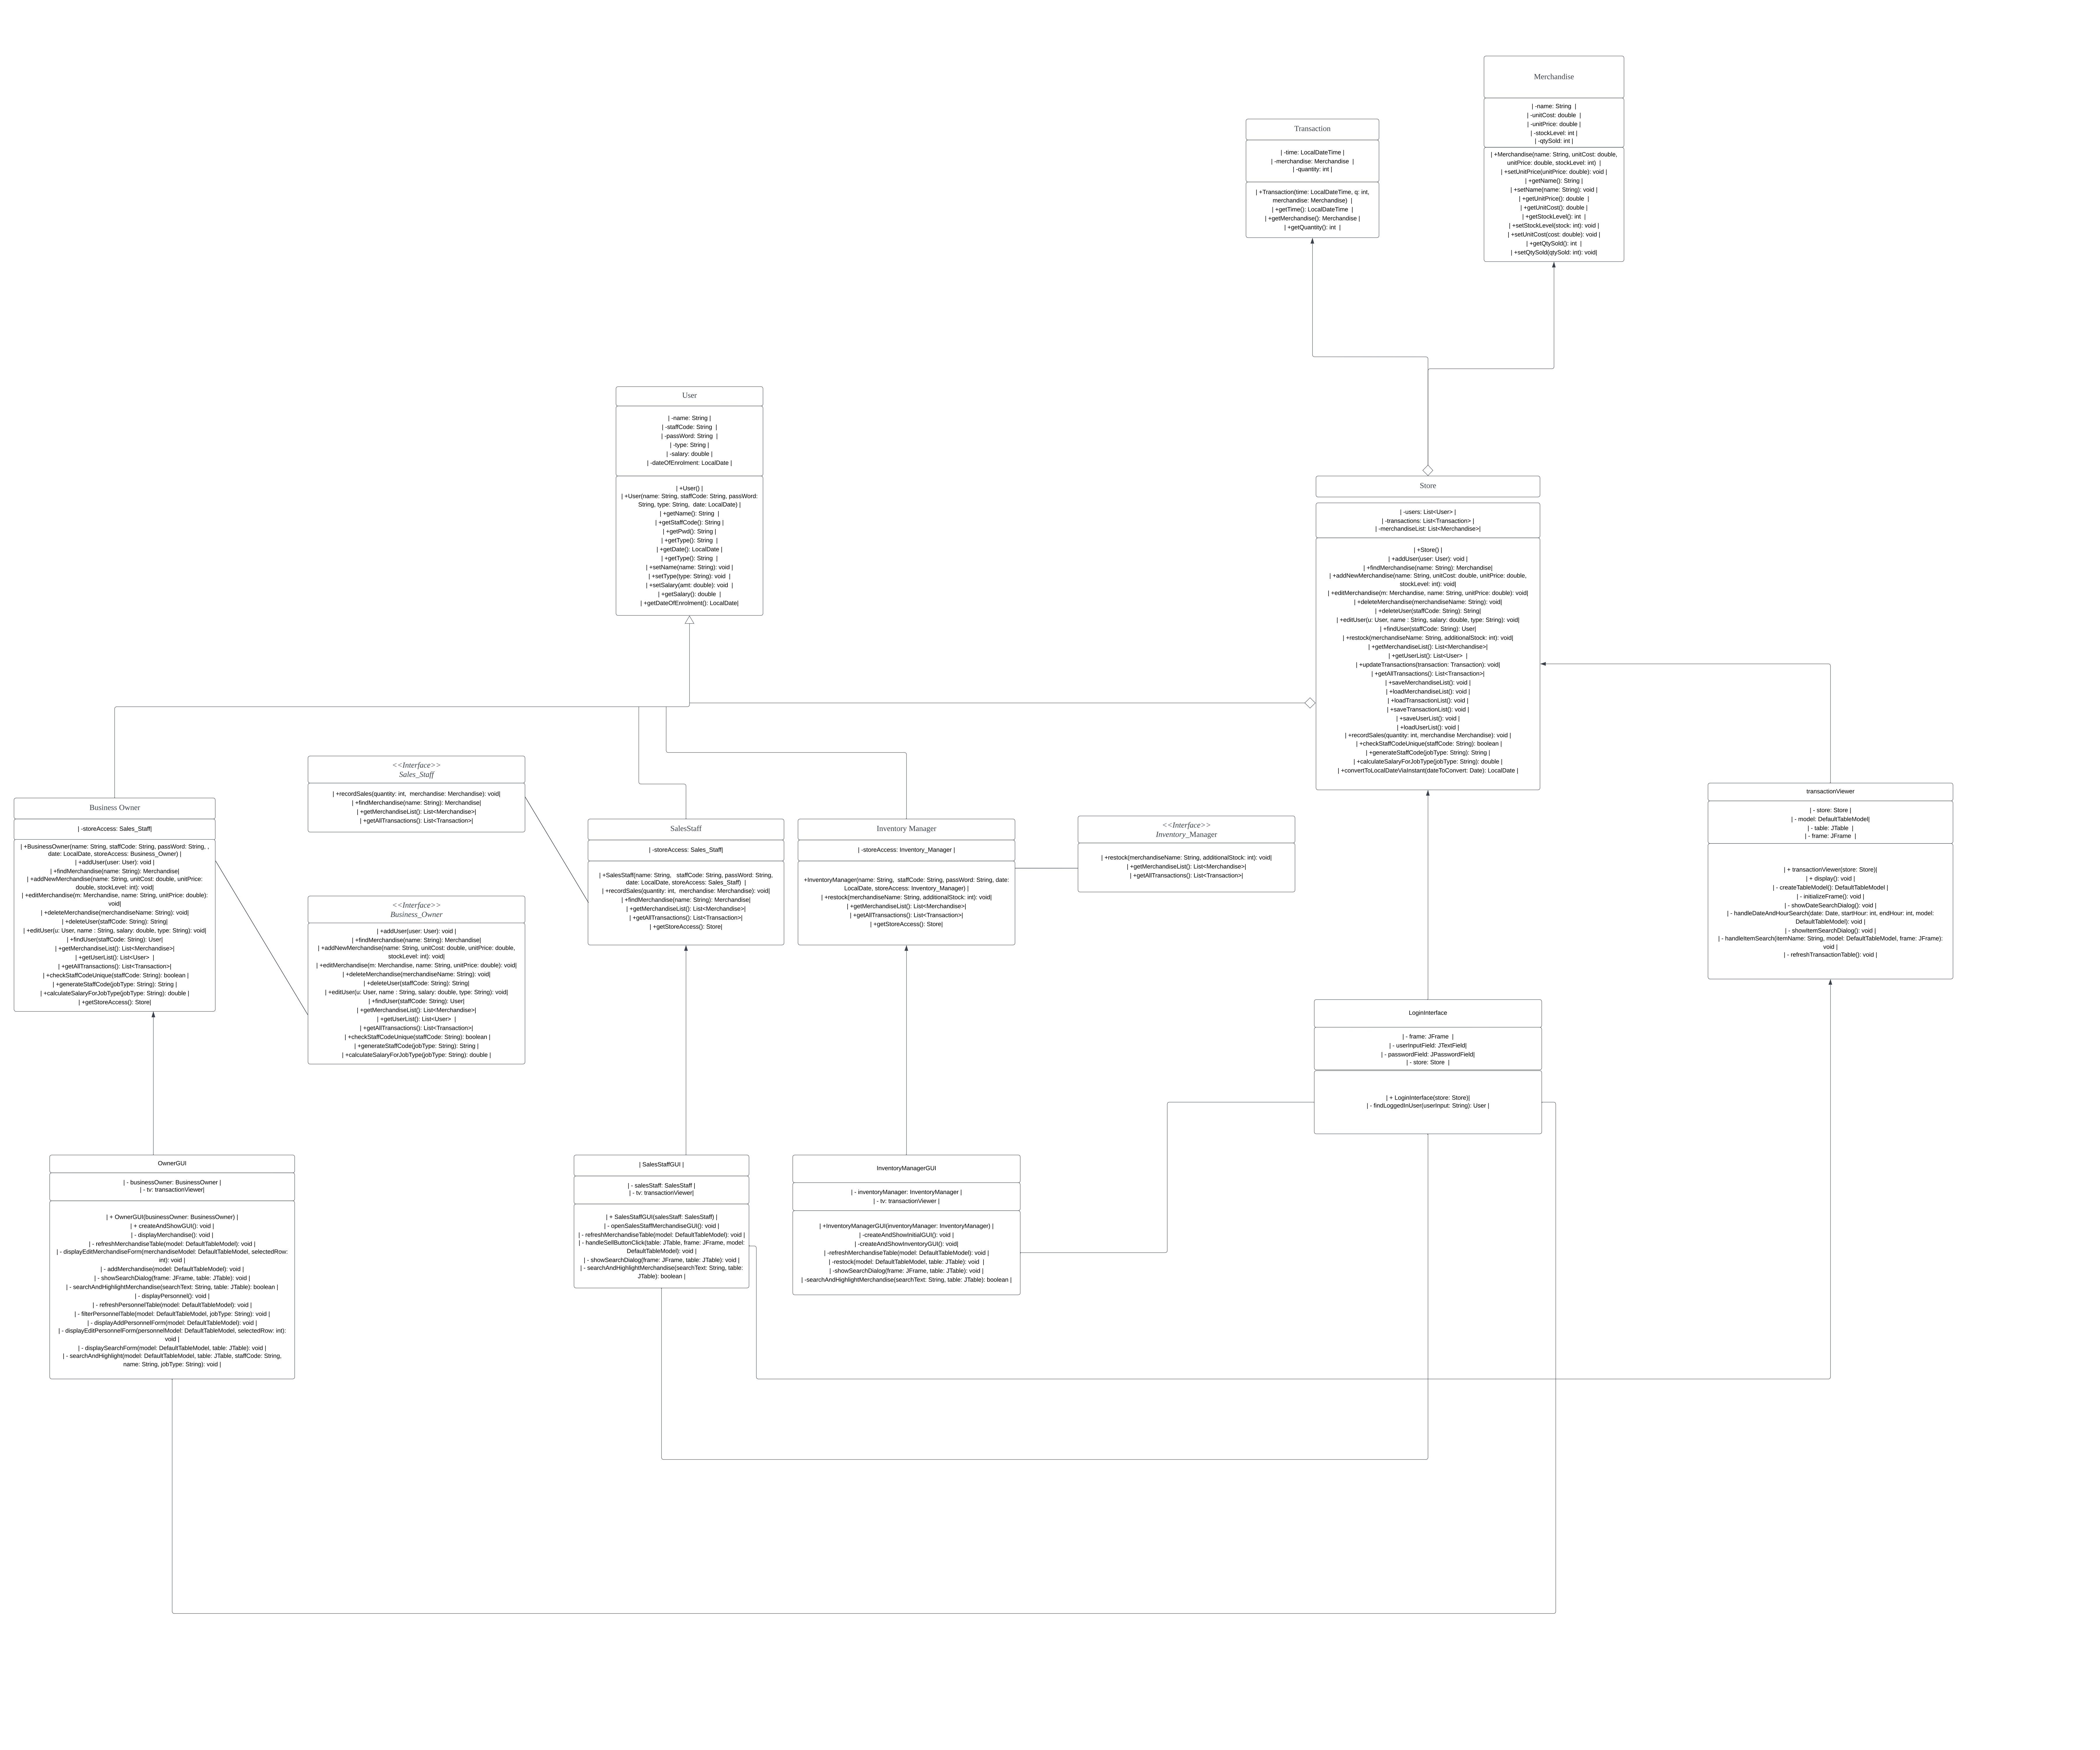 Merchandise
| -name: String  |
| -unitCost: double  |
| -unitPrice: double |
| -stockLevel: int |
| -qtySold: int |
| +Merchandise(name: String, unitCost: double,
unitPrice: double, stockLevel: int)  |
| +setUnitPrice(unitPrice: double): void |
| +getName(): String |
| +setName(name: String): void |
| +getUnitPrice(): double  |
| +getUnitCost(): double |
| +getStockLevel(): int  |
| +setStockLevel(stock: int): void |
| +setUnitCost(cost: double): void |
| +getQtySold(): int  |
| +setQtySold(qtySold: int): void|
Transaction
| -time: LocalDateTime |
| -merchandise: Merchandise  |
| -quantity: int |
| +Transaction(time: LocalDateTime, q: int,
merchandise: Merchandise)  |
| +getTime(): LocalDateTime  |
| +getMerchandise(): Merchandise |
| +getQuantity(): int  |
User
| -name: String |
| -staffCode: String  |
| -passWord: String  |
| -type: String |
| -salary: double |
| -dateOfEnrolment: LocalDate |
| +User() |
| +User(name: String, staffCode: String, passWord:
String, type: String,  date: LocalDate) |
| +getName(): String  |
| +getStaffCode(): String |
| +getPwd(): String |
| +getType(): String  |
| +getDate(): LocalDate |
| +getType(): String  |
| +setName(name: String): void |
| +setType(type: String): void  |
| +setSalary(amt: double): void  |
| +getSalary(): double  |
| +getDateOfEnrolment(): LocalDate|
Store
| -users: List<User> |
| -transactions: List<Transaction> |
| -merchandiseList: List<Merchandise>|
| +Store() |
| +addUser(user: User): void |
| +findMerchandise(name: String): Merchandise|
| +addNewMerchandise(name: String, unitCost: double, unitPrice: double,
stockLevel: int): void|
| +editMerchandise(m: Merchandise, name: String, unitPrice: double): void|
| +deleteMerchandise(merchandiseName: String): void|
| +deleteUser(staffCode: String): String|
| +editUser(u: User, name : String, salary: double, type: String): void|
| +findUser(staffCode: String): User|
| +restock(merchandiseName: String, additionalStock: int): void|
| +getMerchandiseList(): List<Merchandise>|
| +getUserList(): List<User>  |
| +updateTransactions(transaction: Transaction): void|
| +getAllTransactions(): List<Transaction>|
| +saveMerchandiseList(): void |
| +loadMerchandiseList(): void |
| +loadTransactionList(): void |
| +saveTransactionList(): void |
| +saveUserList(): void |
| +loadUserList(): void |
| +recordSales(quantity: int, merchandise Merchandise): void |
| +checkStaffCodeUnique(staffCode: String): boolean |
| +generateStaffCode(jobType: String): String |
| +calculateSalaryForJobType(jobType: String): double |
| +convertToLocalDateViaInstant(dateToConvert: Date): LocalDate |
<<Interface>>
Sales_Staff
| +recordSales(quantity: int,  merchandise: Merchandise): void|
| +findMerchandise(name: String): Merchandise|
| +getMerchandiseList(): List<Merchandise>|
| +getAllTransactions(): List<Transaction>|
Business Owner
| -storeAccess: Sales_Staff|
| +BusinessOwner(name: String, staffCode: String, passWord: String, ,
date: LocalDate, storeAccess: Business_Owner) |
| +addUser(user: User): void |
| +findMerchandise(name: String): Merchandise|
| +addNewMerchandise(name: String, unitCost: double, unitPrice:
double, stockLevel: int): void|
| +editMerchandise(m: Merchandise, name: String, unitPrice: double):
void|
| +deleteMerchandise(merchandiseName: String): void|
| +deleteUser(staffCode: String): String|
| +editUser(u: User, name : String, salary: double, type: String): void|
| +findUser(staffCode: String): User|
| +getMerchandiseList(): List<Merchandise>|
| +getUserList(): List<User>  |
| +getAllTransactions(): List<Transaction>|
| +checkStaffCodeUnique(staffCode: String): boolean |
| +generateStaffCode(jobType: String): String |
| +calculateSalaryForJobType(jobType: String): double |
| +getStoreAccess(): Store|
<<Interface>>
Business_Owner
| +addUser(user: User): void |
| +findMerchandise(name: String): Merchandise|
| +addNewMerchandise(name: String, unitCost: double, unitPrice: double,
stockLevel: int): void|
| +editMerchandise(m: Merchandise, name: String, unitPrice: double): void|
| +deleteMerchandise(merchandiseName: String): void|
| +deleteUser(staffCode: String): String|
| +editUser(u: User, name : String, salary: double, type: String): void|
| +findUser(staffCode: String): User|
| +getMerchandiseList(): List<Merchandise>|
| +getUserList(): List<User>  |
| +getAllTransactions(): List<Transaction>|
| +checkStaffCodeUnique(staffCode: String): boolean |
| +generateStaffCode(jobType: String): String |
| +calculateSalaryForJobType(jobType: String): double |
SalesStaff
| -storeAccess: Sales_Staff|
| +SalesStaff(name: String,   staffCode: String, passWord: String,
date: LocalDate, storeAccess: Sales_Staff)  |
| +recordSales(quantity: int,  merchandise: Merchandise): void|
| +findMerchandise(name: String): Merchandise|
| +getMerchandiseList(): List<Merchandise>|
| +getAllTransactions(): List<Transaction>|
| +getStoreAccess(): Store|
Inventory Manager
| -storeAccess: Inventory_Manager |
+InventoryManager(name: String,  staffCode: String, passWord: String, date:
LocalDate, storeAccess: Inventory_Manager) |
| +restock(merchandiseName: String, additionalStock: int): void|
| +getMerchandiseList(): List<Merchandise>|
| +getAllTransactions(): List<Transaction>|
| +getStoreAccess(): Store|
<<Interface>>
Inventory_Manager
| +restock(merchandiseName: String, additionalStock: int): void|
| +getMerchandiseList(): List<Merchandise>|
| +getAllTransactions(): List<Transaction>|
transactionViewer
| - store: Store |
| - model: DefaultTableModel|
| - table: JTable  |
| - frame: JFrame  |
| + transactionViewer(store: Store)|
| + display(): void |
| - createTableModel(): DefaultTableModel |
| - initializeFrame(): void |
| - showDateSearchDialog(): void |
| - handleDateAndHourSearch(date: Date, startHour: int, endHour: int, model:
DefaultTableModel): void |
| - showItemSearchDialog(): void |
| - handleItemSearch(itemName: String, model: DefaultTableModel, frame: JFrame):
void |
| - refreshTransactionTable(): void |
LoginInterface
| - frame: JFrame  |
| - userInputField: JTextField|
| - passwordField: JPasswordField|
| - store: Store  |
| + LoginInterface(store: Store)|
| - findLoggedInUser(userInput: String): User |
OwnerGUI
| - businessOwner: BusinessOwner |
| - tv: transactionViewer|
| + OwnerGUI(businessOwner: BusinessOwner) |
| + createAndShowGUI(): void |
| - displayMerchandise(): void |
| - refreshMerchandiseTable(model: DefaultTableModel): void |
| - displayEditMerchandiseForm(merchandiseModel: DefaultTableModel, selectedRow:
int): void |
| - addMerchandise(model: DefaultTableModel): void |
| - showSearchDialog(frame: JFrame, table: JTable): void |
| - searchAndHighlightMerchandise(searchText: String, table: JTable): boolean |
| - displayPersonnel(): void |
| - refreshPersonnelTable(model: DefaultTableModel): void |
| - filterPersonnelTable(model: DefaultTableModel, jobType: String): void |
| - displayAddPersonnelForm(model: DefaultTableModel): void |
| - displayEditPersonnelForm(personnelModel: DefaultTableModel, selectedRow: int):
void |
| - displaySearchForm(model: DefaultTableModel, table: JTable): void |
| - searchAndHighlight(model: DefaultTableModel, table: JTable, staffCode: String,
name: String, jobType: String): void |
| SalesStaffGUI |
| - salesStaff: SalesStaff |
| - tv: transactionViewer|
| + SalesStaffGUI(salesStaff: SalesStaff) |
| - openSalesStaffMerchandiseGUI(): void |
| - refreshMerchandiseTable(model: DefaultTableModel): void |
| - handleSellButtonClick(table: JTable, frame: JFrame, model:
DefaultTableModel): void |
| - showSearchDialog(frame: JFrame, table: JTable): void |
| - searchAndHighlightMerchandise(searchText: String, table:
JTable): boolean |
InventoryManagerGUI
| - inventoryManager: InventoryManager |
| - tv: transactionViewer |
| +InventoryManagerGUI(inventoryManager: InventoryManager) |
| -createAndShowInitialGUI(): void |
| -createAndShowInventoryGUI(): void|
| -refreshMerchandiseTable(model: DefaultTableModel): void |
| -restock(model: DefaultTableModel, table: JTable): void  |
| -showSearchDialog(frame: JFrame, table: JTable): void |
| -searchAndHighlightMerchandise(searchText: String, table: JTable): boolean |